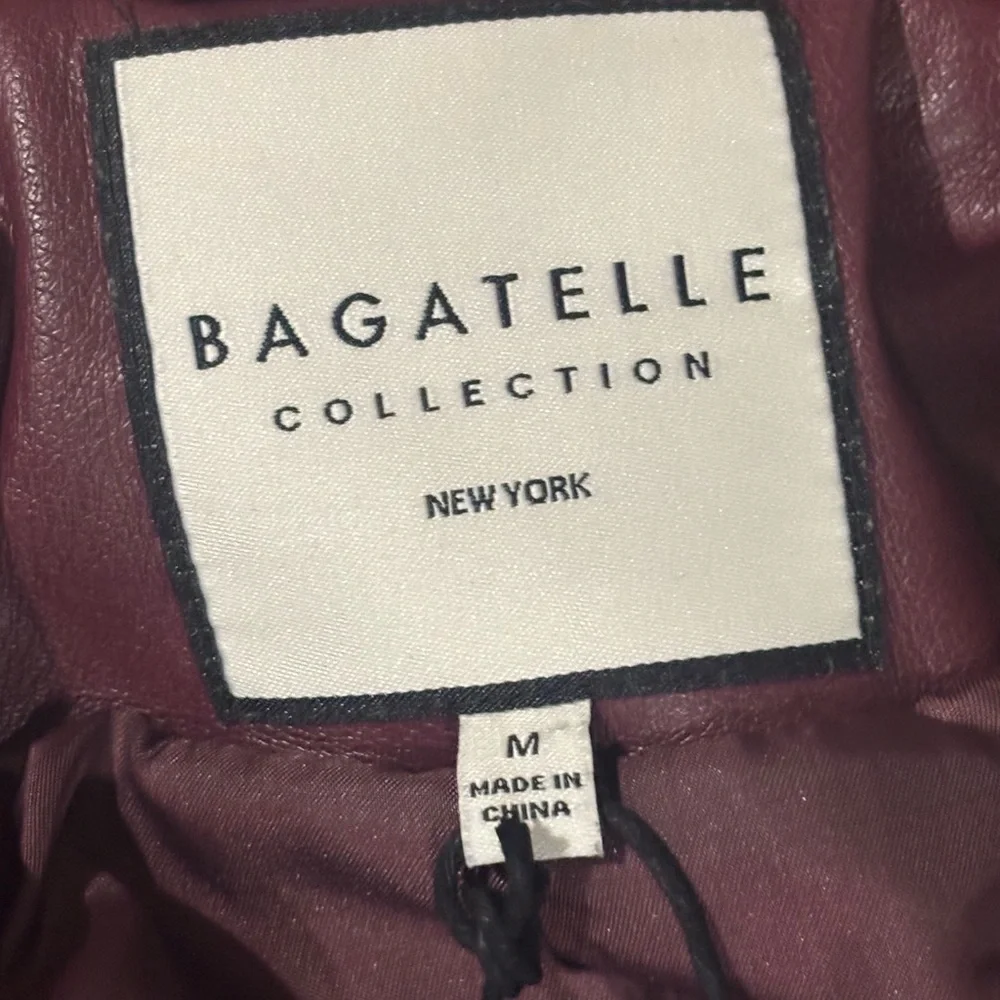 BAGATELLE
COLLECTION
NEW YORK
M
MADE IN
CHINA